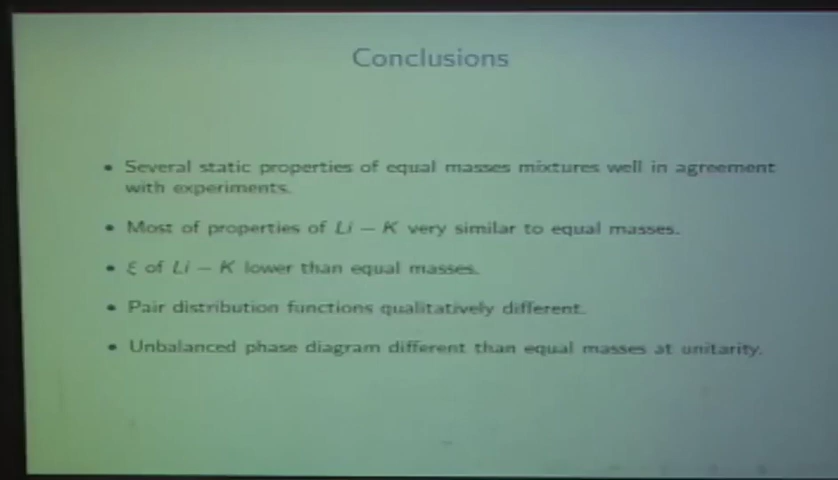 Conclusions
• Several static properties of equal masses mixtures well in agreement
with experiments.
• Most of properties of Li − K very similar to equal masses.
• ξ of Li − K lower than equal masses.
• Pair distribution functions qualitatively different.
• Unbalanced phase diagram different than equal masses at unitarity.